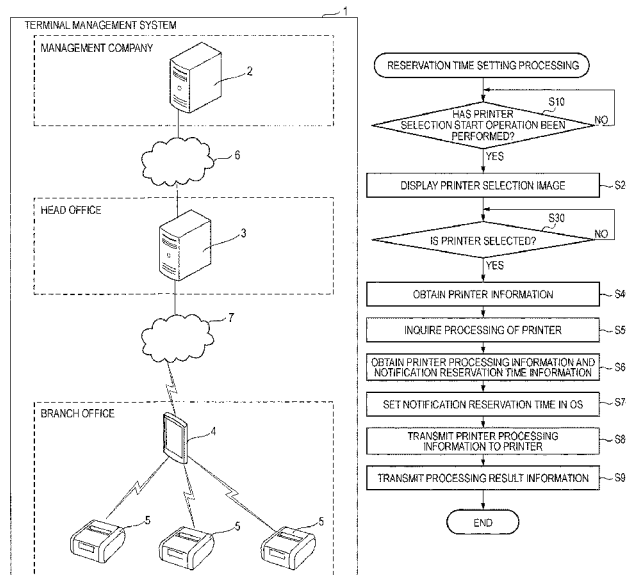 1
TERMINAL MANAGEMENT SYSTEM
MANAGEMENT COMPANY
2
6
HEAD OFFICE
3
7
BRANCH OFFICE
4
5
5
5
RESERVATION TIME SETTING PROCESSING
S10
HAS PRINTER
SELECTION START OPERATION BEEN
PERFORMED?
NO
YES
DISPLAY PRINTER SELECTION IMAGE
S2
S30
IS PRINTER SELECTED?
NO
YES
OBTAIN PRINTER INFORMATION
S4
INQUIRE PROCESSING OF PRINTER
S5
OBTAIN PRINTER PROCESSING INFORMATION AND
NOTIFICATION RESERVATION TIME INFORMATION
S6
SET NOTIFICATION RESERVATION TIME IN OS
S7
TRANSMIT PRINTER PROCESSING
INFORMATION TO PRINTER
S8
TRANSMIT PROCESSING RESULT INFORMATION
S9
END